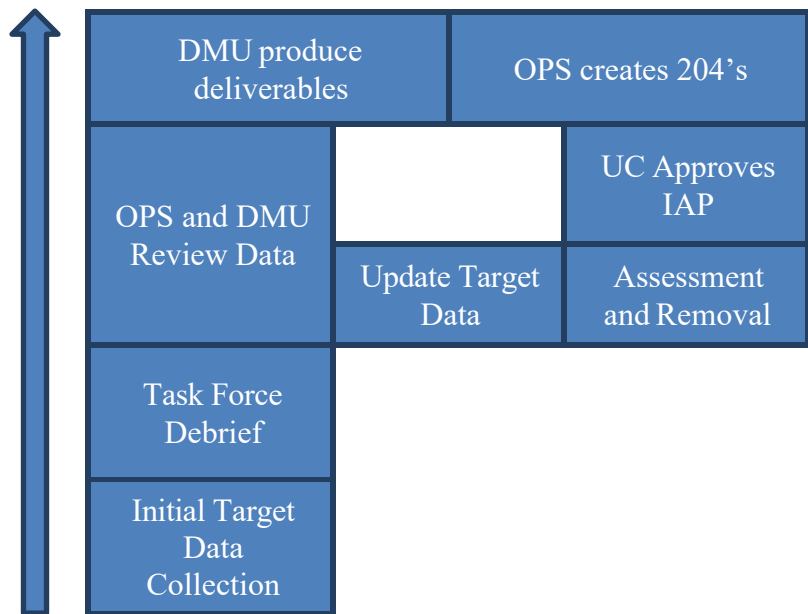 DMU produce
deliverables
OPS creates 204’s
OPS and DMU
Review Data
UC Approves
IAP
Update Target
Data
Assessment
and Removal
Task Force
Debrief
Initial Target
Data
Collection